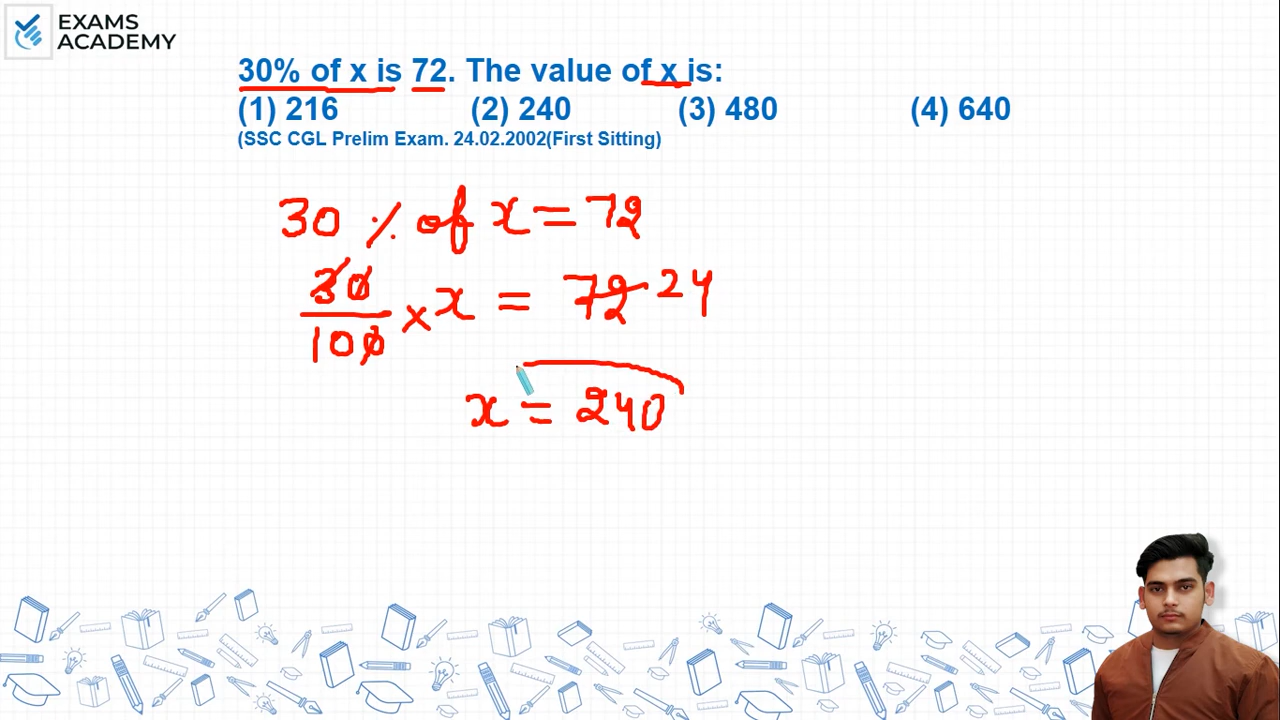 EXAMS
ACADEMY
30% of x is 72. The value of x is:
(1) 216 (2) 240 (3) 480 (4) 640
(SSC CGL Prelim Exam. 24.02.2002(First Sitting)
30 % of x = 72
30/100 × x = 72 24
x = 240